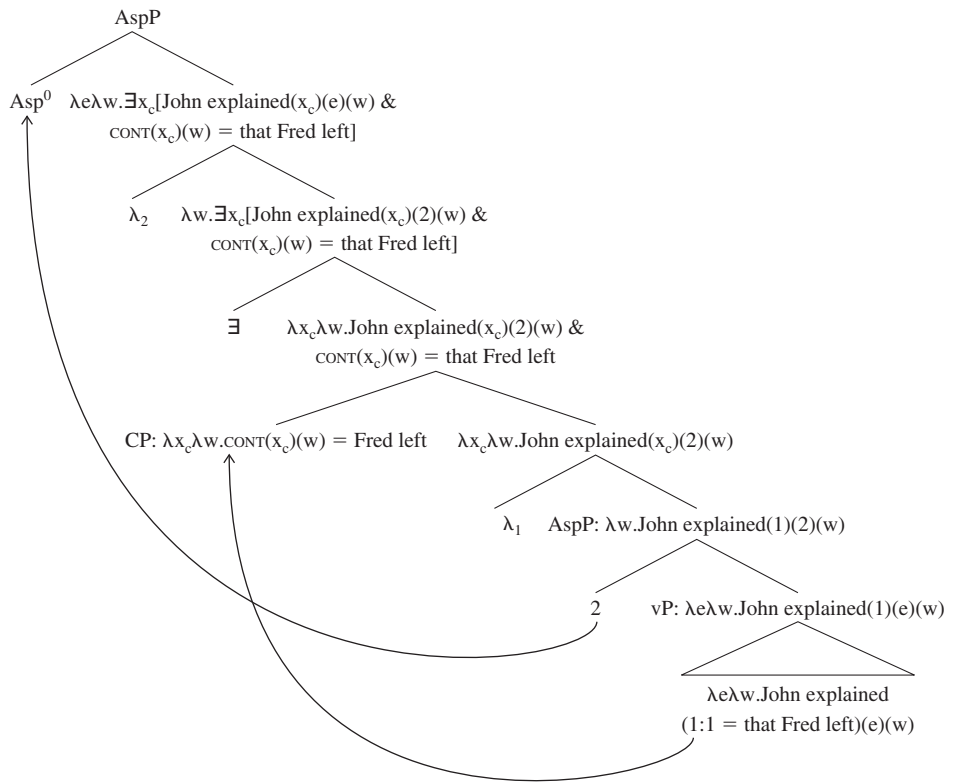 AspP
Asp⁰ λeλw.∃x_c[John explained(x_c)(e)(w) &
CONT(x_c)(w) = that Fred left]
λ₂ λw.∃x_c[John explained(x_c)(2)(w) &
CONT(x_c)(w) = that Fred left]
∃ λx_cλw.John explained(x_c)(2)(w) &
CONT(x_c)(w) = that Fred left
CP: λx_cλw.CONT(x_c)(w) = Fred left λx_cλw.John explained(x_c)(2)(w)
λ₁ AspP: λw.John explained(1)(2)(w)
2 vP: λeλw.John explained(1)(e)(w)
λeλw.John explained
(1:1 = that Fred left)(e)(w)